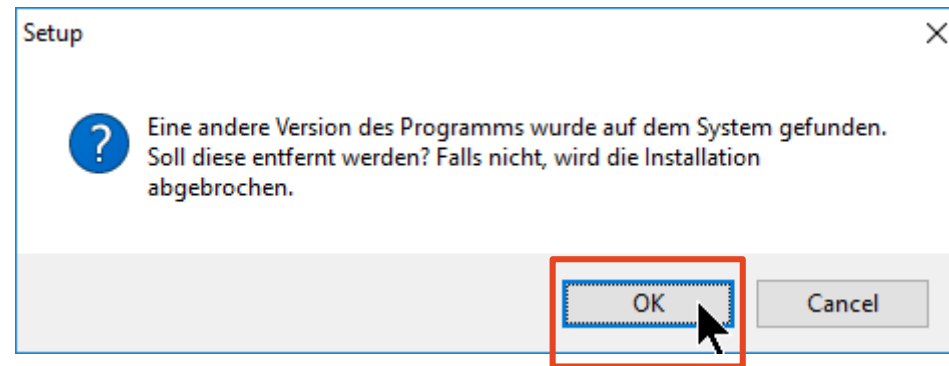 Setup
Eine andere Version des Programms wurde auf dem System gefunden.
Soll diese entfernt werden? Falls nicht, wird die Installation
abgebrochen.
OK
Cancel